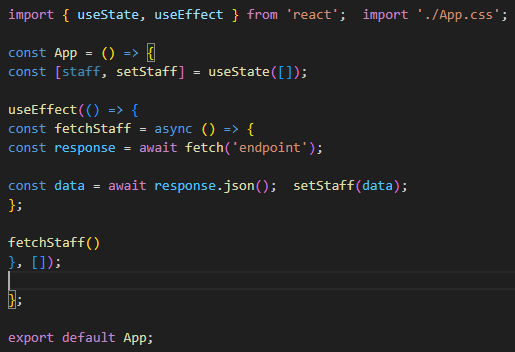 import { useState, useEffect } from 'react';  import './App.css';
const App = () => {
const [staff, setStaff] = useState([]);
useEffect(() => {
const fetchStaff = async () => {
const response = await fetch('endpoint');
const data = await response.json();  setStaff(data);
};
fetchStaff()
}, []);
};
export default App;